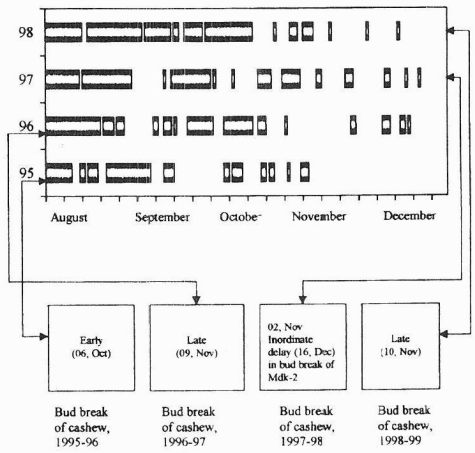 98
97
96
95
August September Octobe- November December
Early
(06, Oct)
Late
(09, Nov)
02, Nov
Inordinate
delay (16, Dec)
in bud break of
Mdk-2
Late
(10, Nov)
Bud break
of cashew,
1995-96
Bud break
of cashew,
1996-97
Bud break
of cashew,
1997-98
Bud break
of cashew,
1998-99